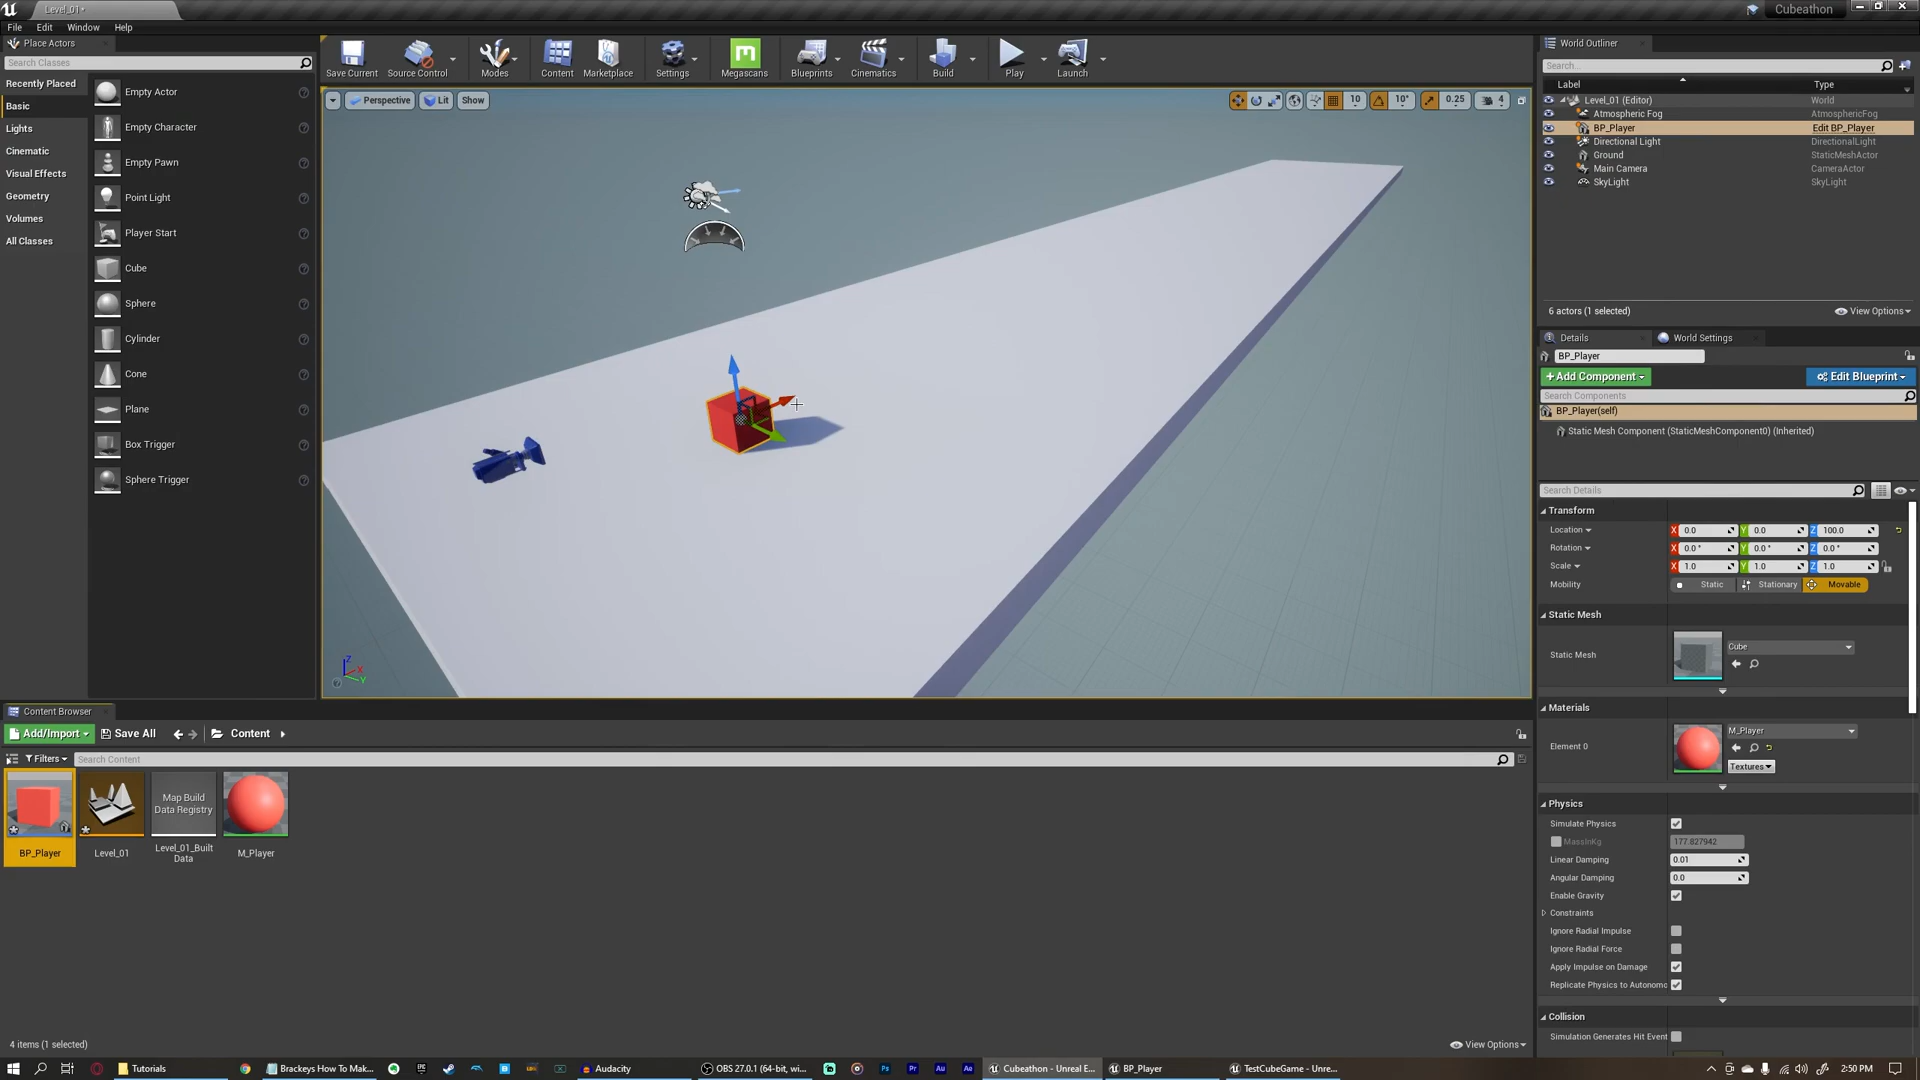 Level_01*
Cubeathon
File Edit Window Help
Place Actors
Search Classes
Recently Placed
Basic
Lights
Cinematic
Visual Effects
Geometry
Volumes
All Classes
Empty Actor
Empty Character
Empty Pawn
Point Light
Player Start
Cube
Sphere
Cylinder
Cone
Plane
Box Trigger
Sphere Trigger
Save Current
Source Control
Modes
Content
Marketplace
Settings
Megascans
Blueprints
Cinematics
Build
Play
Launch
Perspective Lit Show
10 10° 0.25 4
World Outliner
Search...
Label Type
Level_01 (Editor) World
Atmospheric Fog AtmosphericFog
BP_Player Edit BP_Player
Directional Light DirectionalLight
Ground StaticMeshActor
Main Camera CameraActor
SkyLight SkyLight
6 actors (1 selected) View Options
Details World Settings
BP_Player
+Add Component Edit Blueprint
Search Components
BP_Player(self)
Static Mesh Component (StaticMeshComponent0) (Inherited)
Search Details
Transform
Location X 0.0 Y 0.0 Z 100.0
Rotation X 0.0° Y 0.0° Z 0.0°
Scale X 1.0 Y 1.0 Z 1.0
Mobility Static Stationary Movable
Static Mesh
Static Mesh Cube
Materials
Element 0 M_Player
Textures
Physics
Simulate Physics
MassInKg 177.827942
Linear Damping 0.01
Angular Damping 0.0
Enable Gravity
Constraints
Ignore Radial Impulse
Ignore Radial Force
Apply Impulse on Damage
Replicate Physics to Autonomo
Collision
Simulation Generates Hit Event
Z X Y
Content Browser
Add/Import Save All Content
Filters Search Content
Map Build
Data Registry
BP_Player
Level_01
Level_01_Built
Data
M_Player
4 items (1 selected) View Options
Tutorials
Brackeys How To Mak...
Audacity
OBS 27.0.1 (64-bit, wi...
Cubeathon - Unreal E...
BP_Player
TestCubeGame - Unre...
2:50 PM